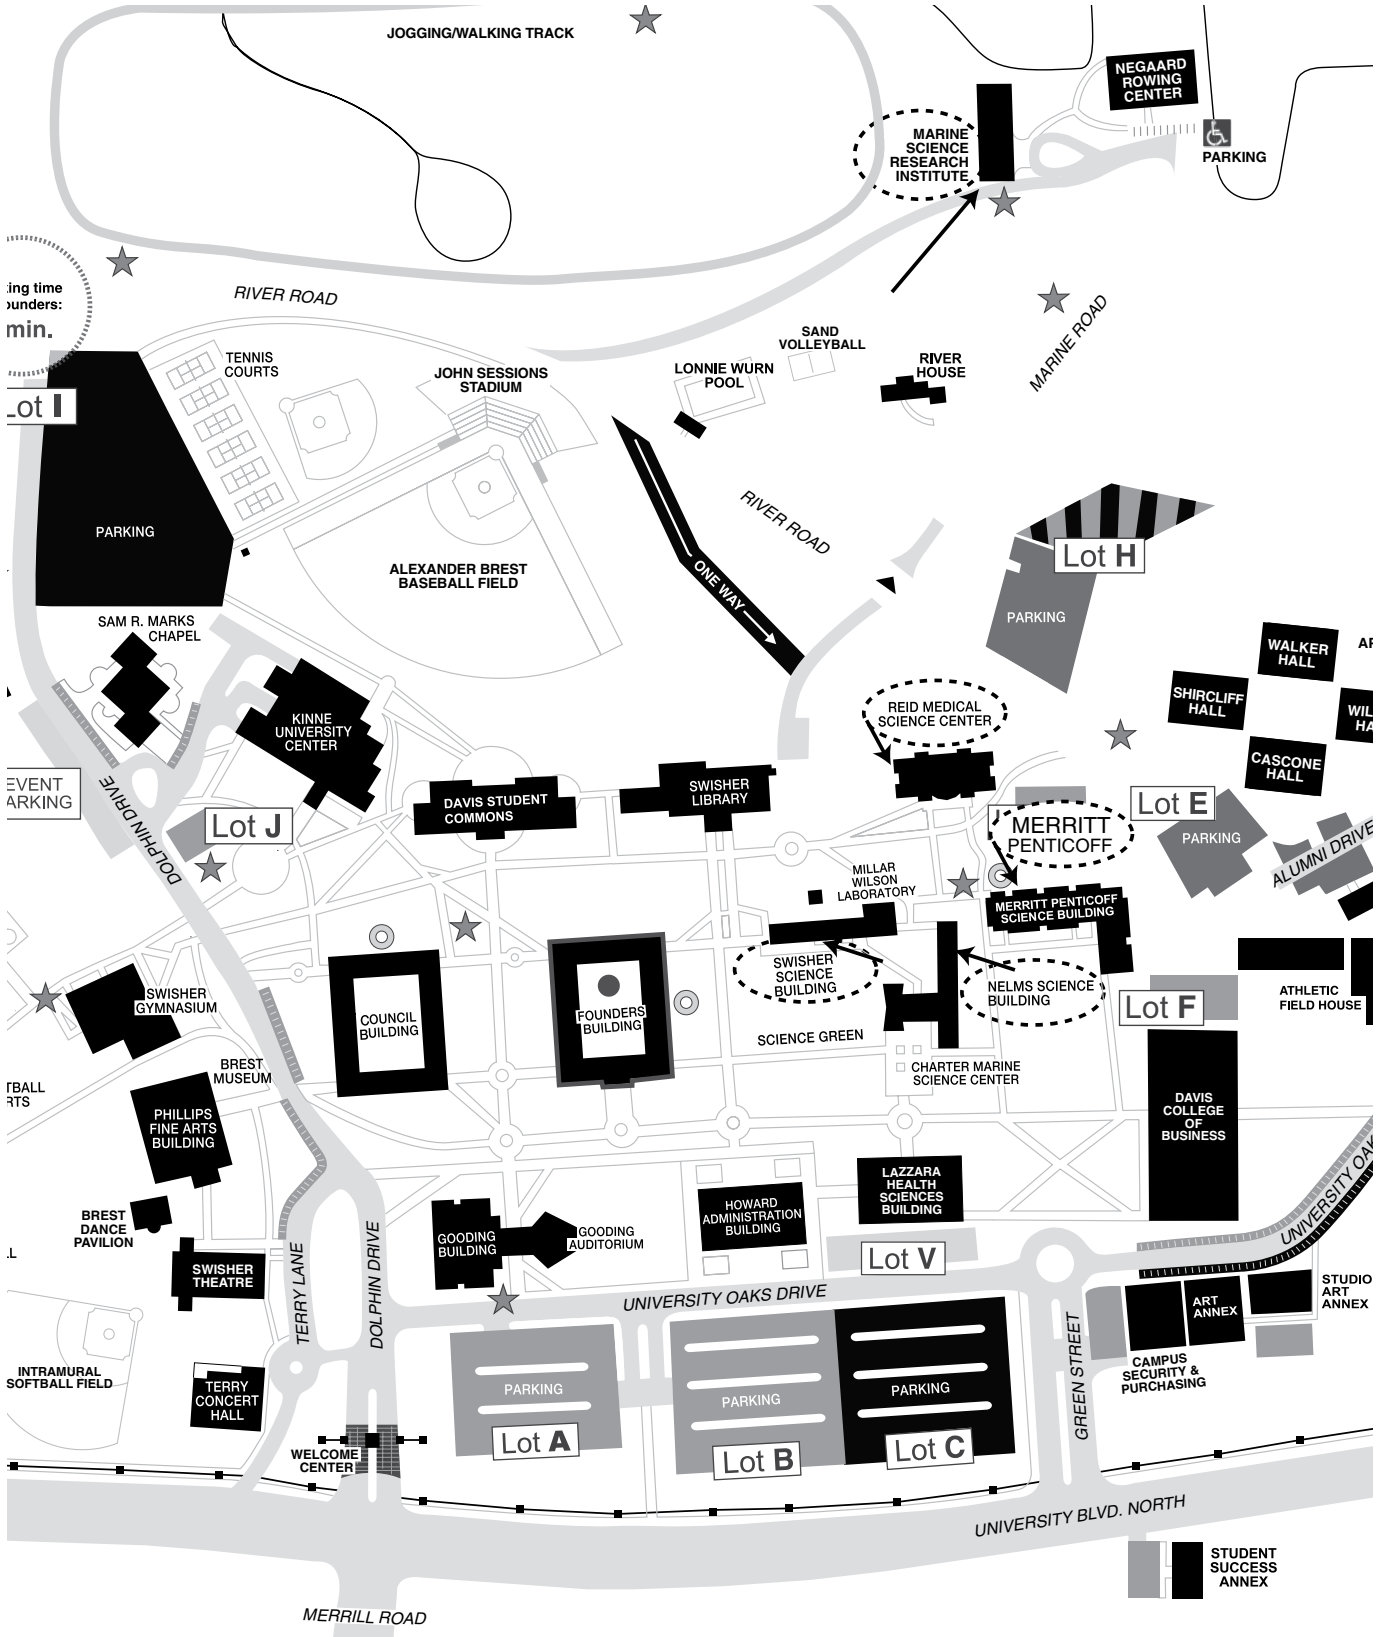 JOGGING/WALKING TRACK
NEGAARD
ROWING
CENTER
MARINE
SCIENCE
RESEARCH
INSTITUTE
PARKING
king time
ounders:
min.
RIVER ROAD
MARINE ROAD
SAND
VOLLEYBALL
TENNIS
COURTS
JOHN SESSIONS
STADIUM
LONNIE WURN
POOL
RIVER
HOUSE
Lot I
PARKING
RIVER ROAD
ALEXANDER BREST
BASEBALL FIELD
ONE WAY
Lot H
PARKING
SAM R. MARKS
CHAPEL
WALKER
HALL
SHIRCLIFF
HALL
WIL
HA
CASCONE
HALL
KINNE
UNIVERSITY
CENTER
REID MEDICAL
SCIENCE CENTER
EVENT
ARKING
DOLPHIN DRIVE
Lot J
DAVIS STUDENT
COMMONS
SWISHER
LIBRARY
MERRITT
PENTICOFF
Lot E
PARKING
ALUMNI DRIVE
MILLAR
WILSON
LABORATORY
MERRITT PENTICOFF
SCIENCE BUILDING
SWISHER
SCIENCE
BUILDING
NELMS SCIENCE
BUILDING
SWISHER
GYMNASIUM
COUNCIL
BUILDING
FOUNDERS
BUILDING
Lot F
ATHLETIC
FIELD HOUSE
SCIENCE GREEN
CHARTER MARINE
SCIENCE CENTER
BREST
MUSEUM
TBALL
RTS
PHILLIPS
FINE ARTS
BUILDING
DAVIS
COLLEGE
OF
BUSINESS
LAZZARA
HEALTH
SCIENCES
BUILDING
HOWARD
ADMINISTRATION
BUILDING
BREST
DANCE
PAVILION
GOODING
BUILDING
GOODING
AUDITORIUM
UNIVERSITY OAK
SWISHER
THEATRE
TERRY LANE
DOLPHIN DRIVE
Lot V
UNIVERSITY OAKS DRIVE
GREEN STREET
ART
ANNEX
STUDIO
ART
ANNEX
CAMPUS
SECURITY &
PURCHASING
INTRAMURAL
SOFTBALL FIELD
TERRY
CONCERT
HALL
PARKING
PARKING
PARKING
Lot A
Lot B
Lot C
WELCOME
CENTER
UNIVERSITY BLVD. NORTH
STUDENT
SUCCESS
ANNEX
MERRILL ROAD